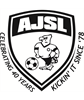 AJSL
CELEBRATING 40 YEARS
KICKIN' IT SINCE '78